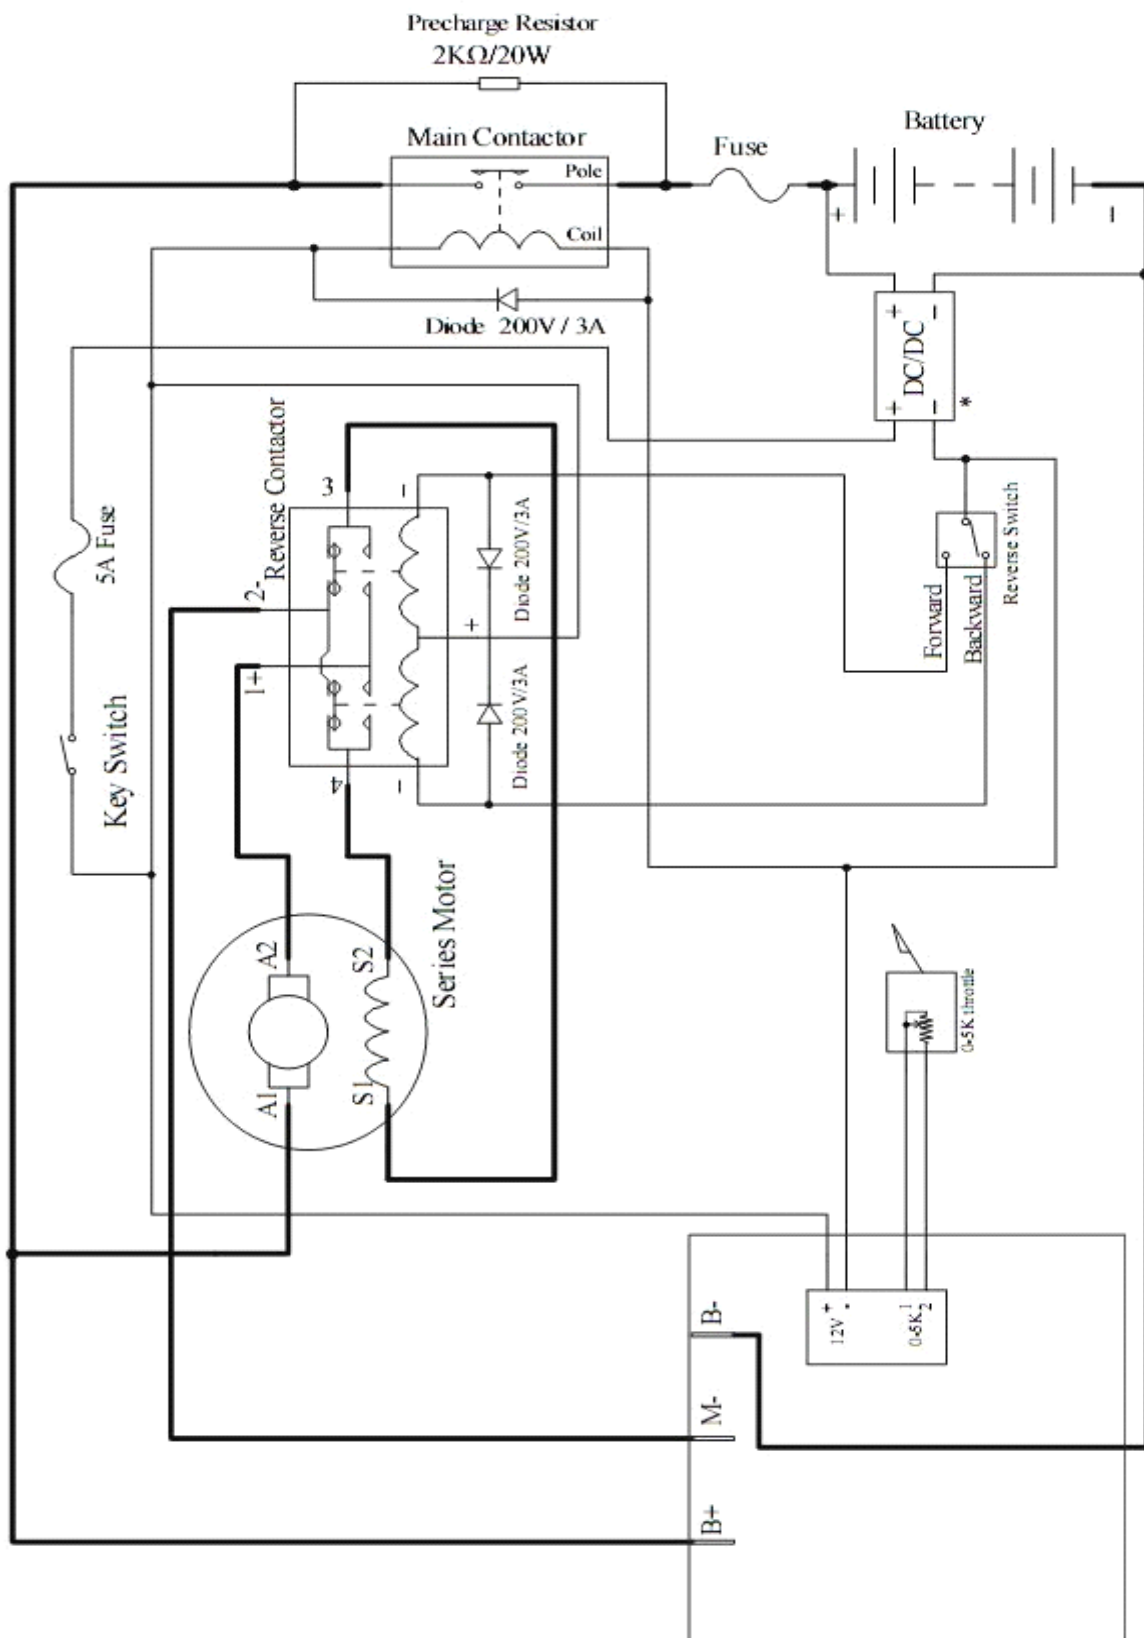 Precharge Resistor
2KΩ/20W
Main Contactor
Pole
Coil
Fuse
Battery
+
-
Diode 200V / 3A
+
-
DC/DC
+
-
*
5A Fuse
Key Switch
Reverse Contactor
3
-
2-
1+
+
4
-
Diode 200V/3A
Diode 200V/3A
Reverse Switch
Forward
Backward
Series Motor
A2
S2
A1
S1
0-5K throttle
12V + -
0-5K 1 2
B-
M-
B+